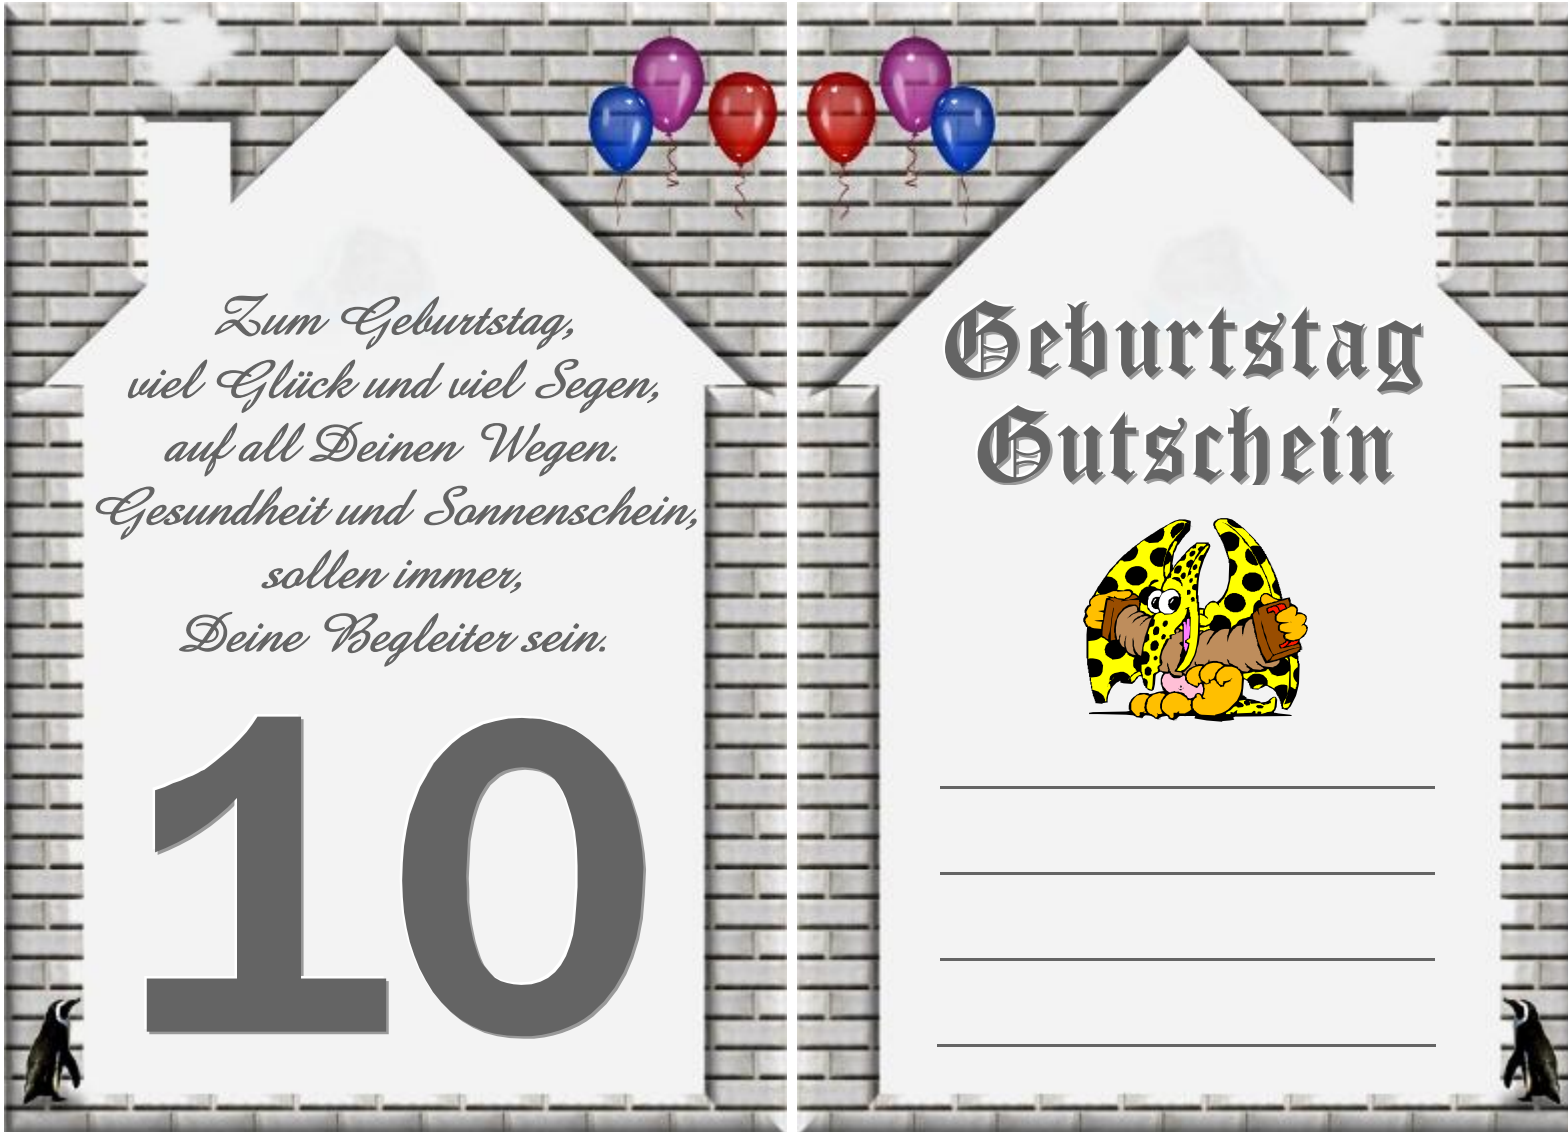 Zum Geburtstag,
viel Glück und viel Segen,
auf all Deinen Wegen.
Gesundheit und Sonnenschein,
sollen immer,
Deine Begleiter sein.
10
Geburtstag
Gutschein